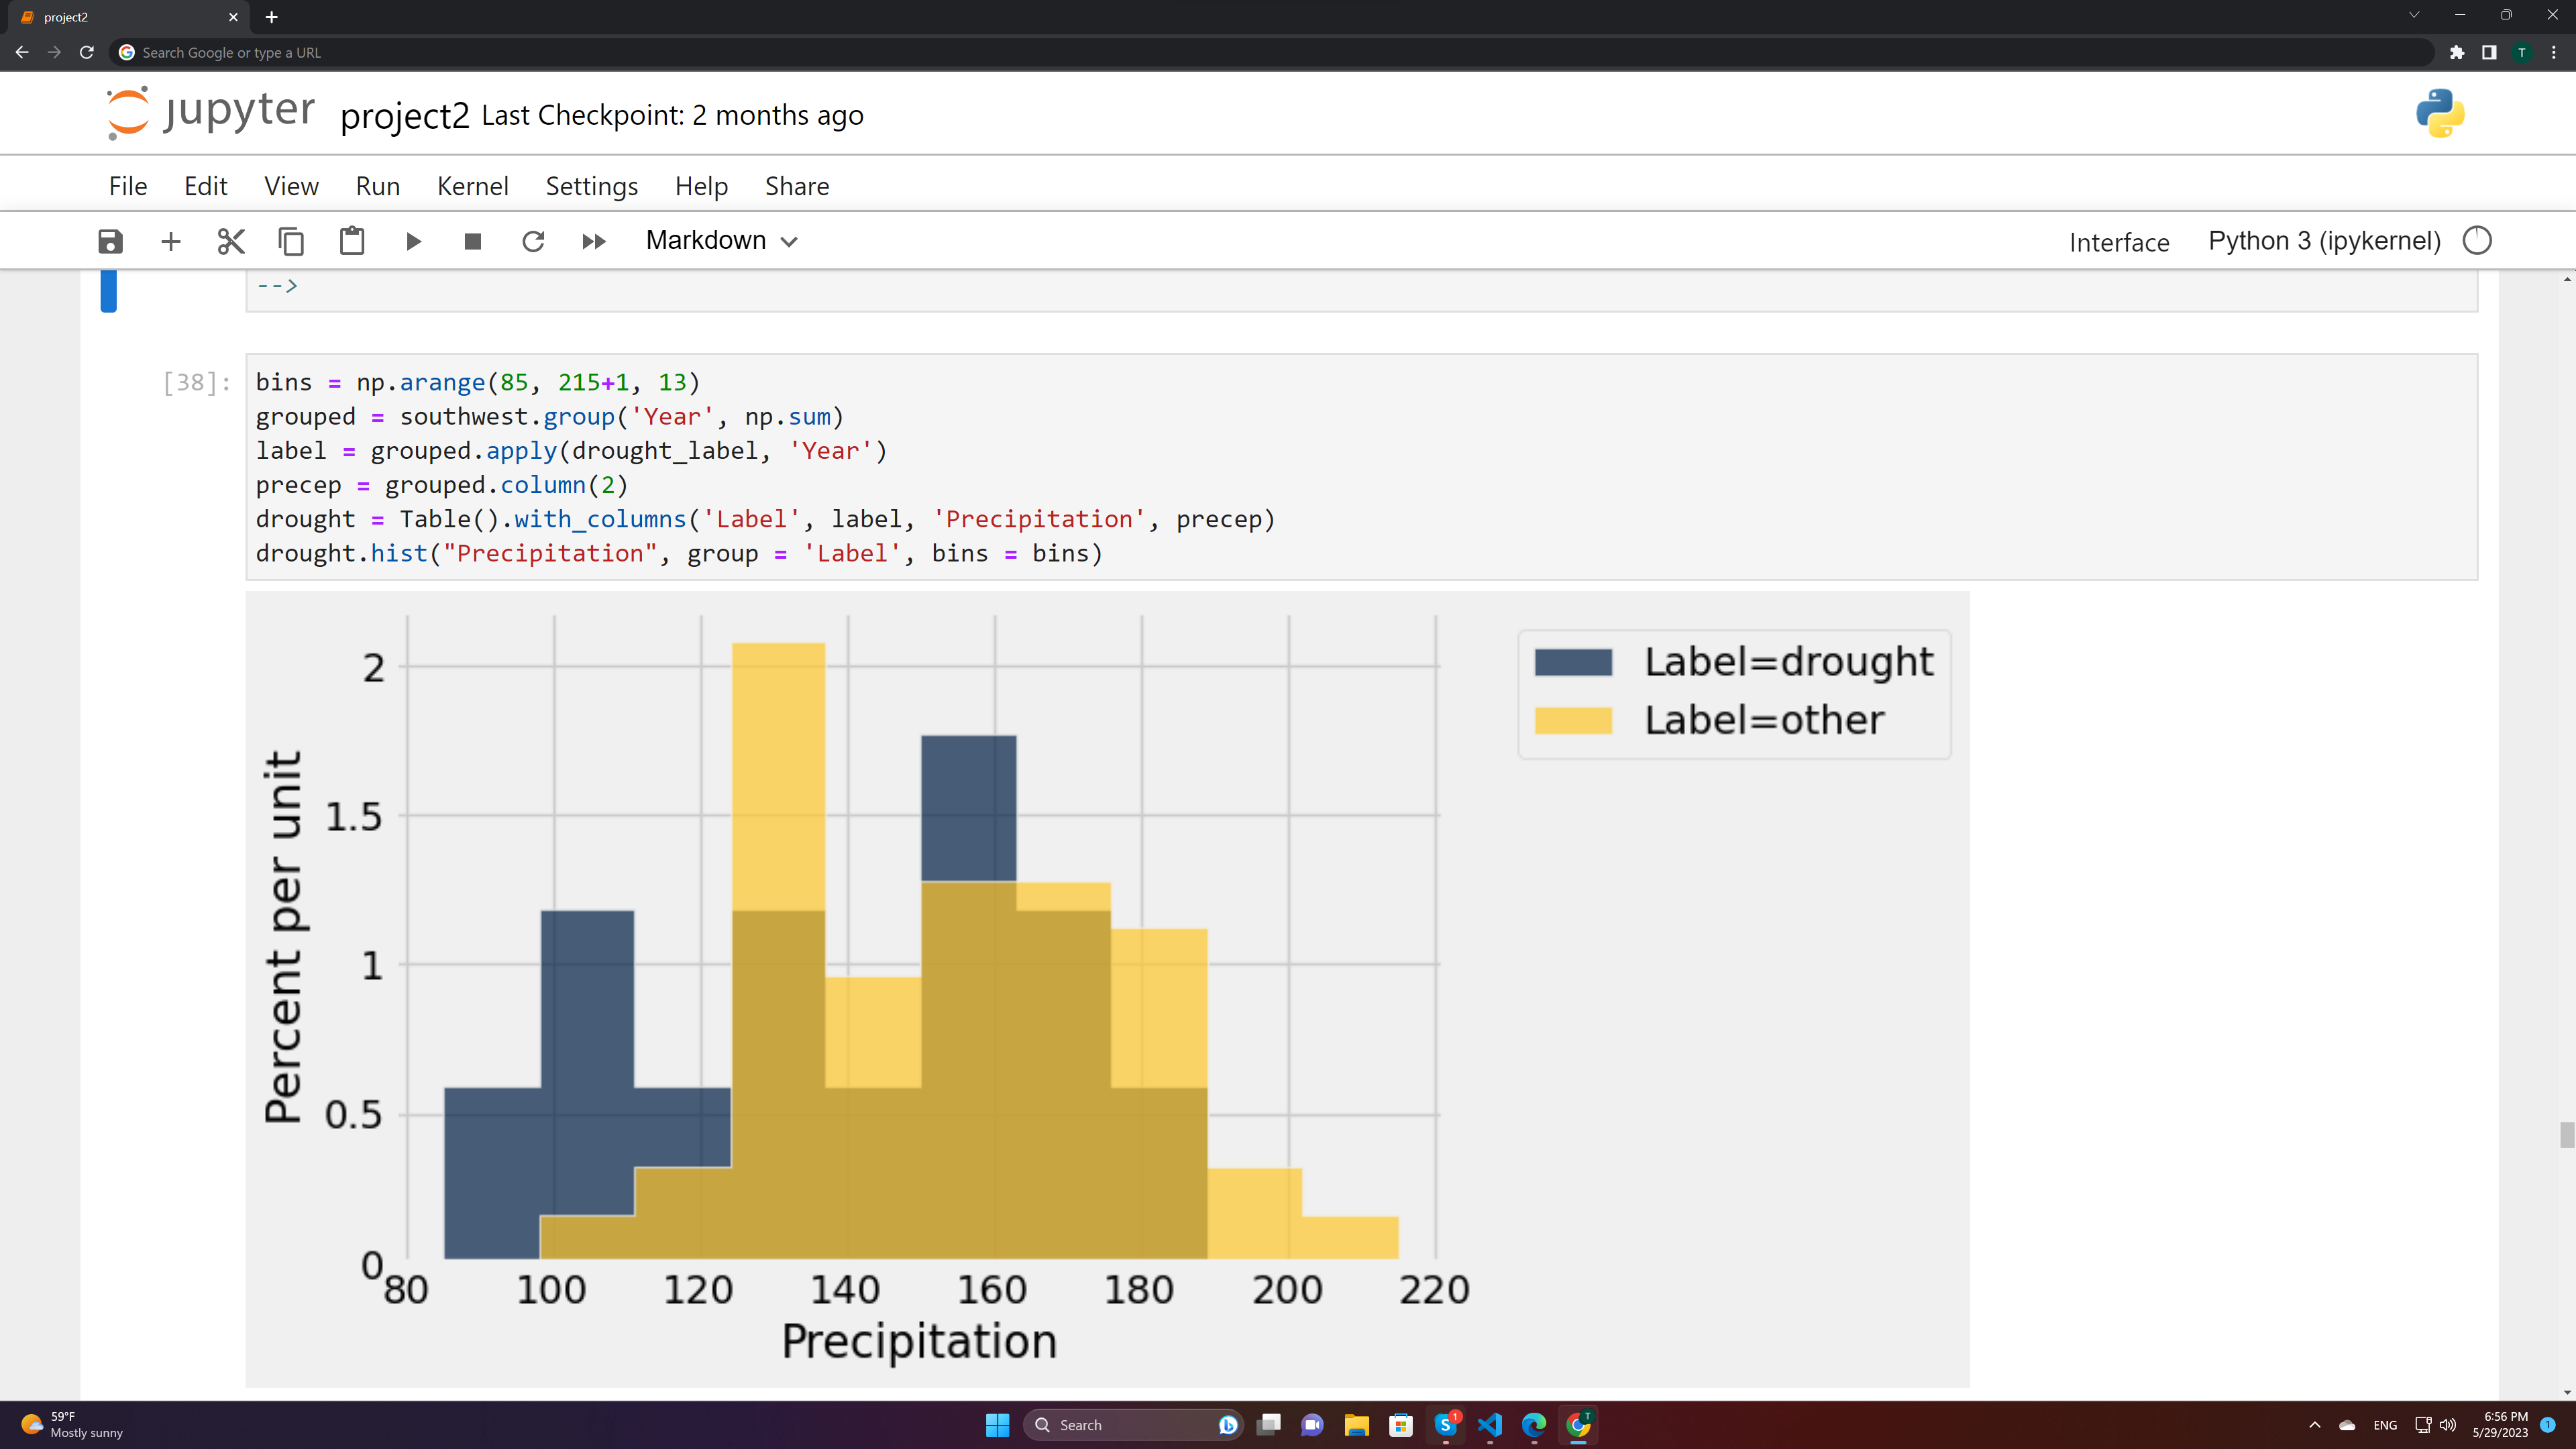 project2
Search Google or type a URL
T
jupyter project2 Last Checkpoint: 2 months ago
File Edit View Run Kernel Settings Help Share
Markdown Interface Python 3 (ipykernel)
-->
[38]:
bins = np.arange(85, 215+1, 13)
grouped = southwest.group('Year', np.sum)
label = grouped.apply(drought_label, 'Year')
precep = grouped.column(2)
drought = Table().with_columns('Label', label, 'Precipitation', precep)
drought.hist("Precipitation", group = 'Label', bins = bins)
Label=drought
Label=other
Percent per unit
2
1.5
1
0.5
0
80 100 120 140 160 180 200 220
Precipitation
59°F
Mostly sunny
Search
S 1
T
ENG
6:56 PM
5/29/2023
1